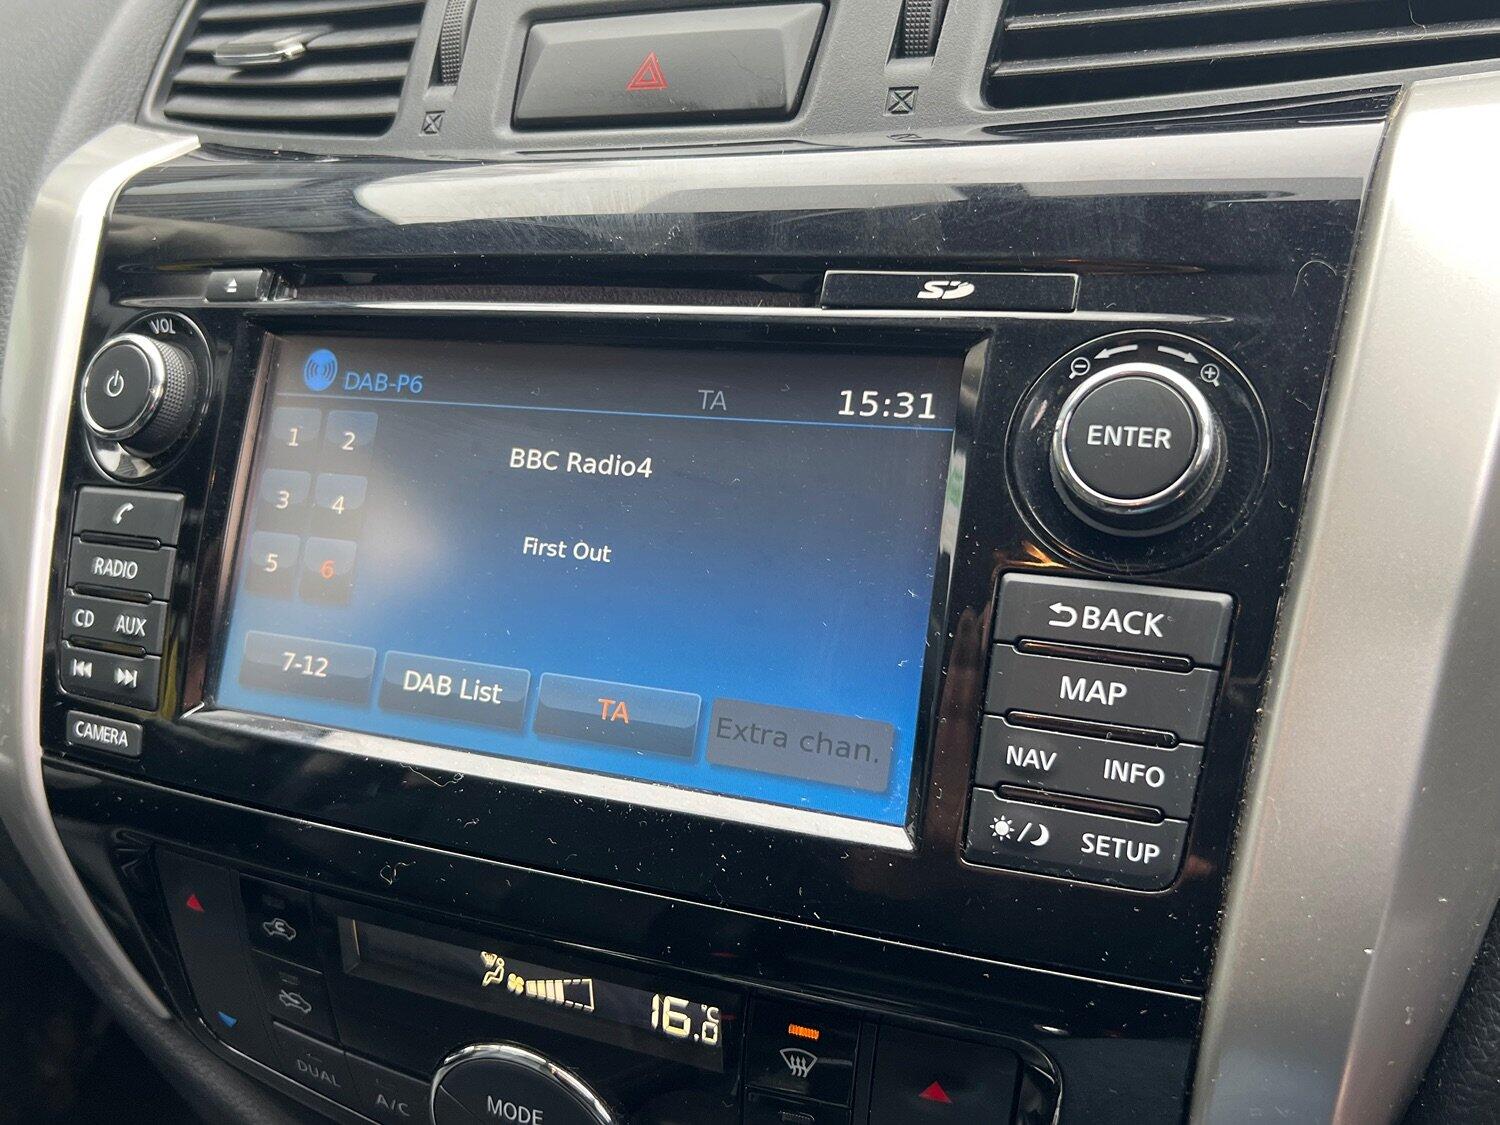 VOL
SD
DAB-P6
TA
15:31
1
2
BBC Radio4
ENTER
3
4
First Out
5
6
RADIO
CD AUX
CAMERA
7-12
DAB List
TA
Extra chan.
BACK
MAP
NAV INFO
SETUP
16.0 °C
DUAL
A/C
MODE